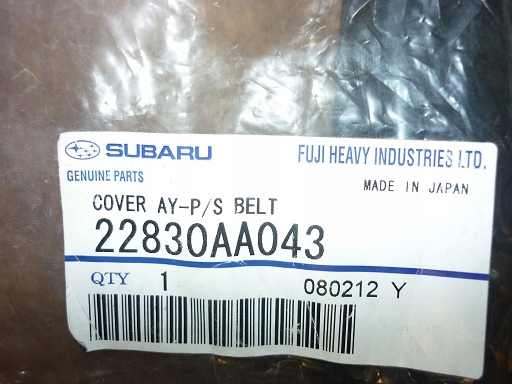 SUBARU FUJI HEAVY INDUSTRIES LTD.
GENUINE PARTS
MADE IN JAPAN
COVER AY-P/S BELT
22830AA043
QTY 1 080212 Y